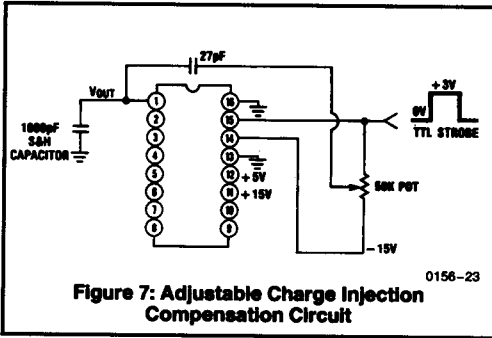 27pF
VOUT
1000pF
S&H
CAPACITOR
1
2
3
4
5
6
7
8
16
15
14
13
12
11
10
9
+5V
+15V
+3V
0V
TTL STROBE
50K POT
-15V
0156-23
Figure 7: Adjustable Charge Injection
Compensation Circuit